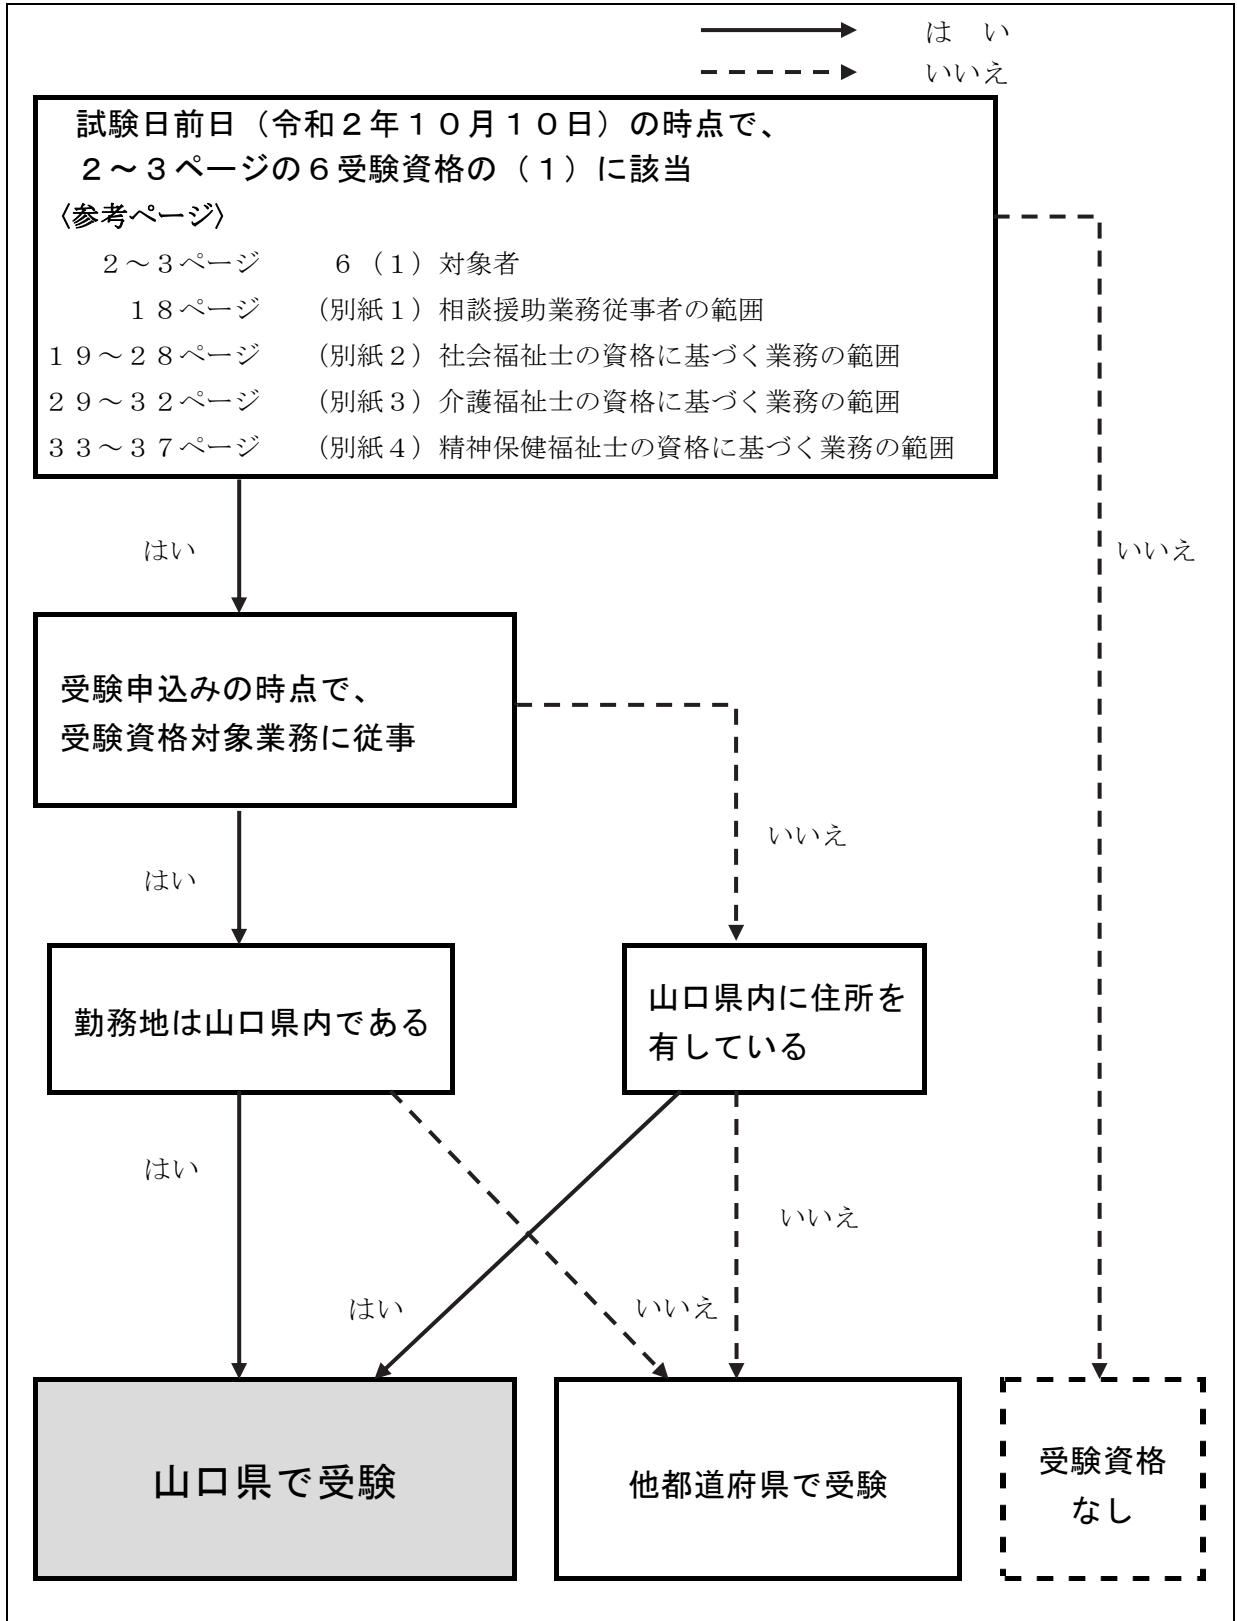 は　い
いいえ
試験日前日（令和２年１０月１０日）の時点で、
２～３ページの６受験資格の（１）に該当
〈参考ページ〉
２～３ページ　６（１）対象者
１８ページ　（別紙１）相談援助業務従事者の範囲
１９～２８ページ　（別紙２）社会福祉士の資格に基づく業務の範囲
２９～３２ページ　（別紙３）介護福祉士の資格に基づく業務の範囲
３３～３７ページ　（別紙４）精神保健福祉士の資格に基づく業務の範囲
はい
いいえ
受験申込みの時点で、
受験資格対象業務に従事
いいえ
はい
勤務地は山口県内である
山口県内に住所を
有している
はい
いいえ
はい
いいえ
山口県で受験
他都道府県で受験
受験資格
なし